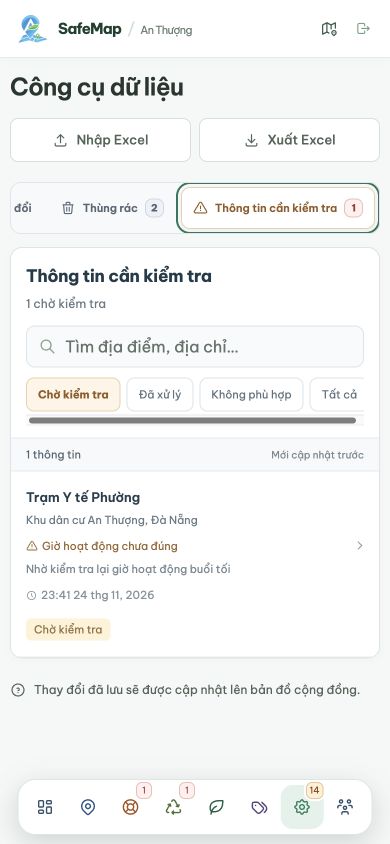 SafeMap / An Thượng
Công cụ dữ liệu
Nhập Excel
Xuất Excel
đổi
Thùng rác 2
Thông tin cần kiểm tra 1
Thông tin cần kiểm tra
1 chờ kiểm tra
Tìm địa điểm, địa chỉ...
Chờ kiểm tra
Đã xử lý
Không phù hợp
Tất cả
1 thông tin
Mới cập nhật trước
Trạm Y tế Phường
Khu dân cư An Thượng, Đà Nẵng
Giờ hoạt động chưa đúng
Nhờ kiểm tra lại giờ hoạt động buổi tối
23:41 24 thg 11, 2026
Chờ kiểm tra
Thay đổi đã lưu sẽ được cập nhật lên bản đồ cộng đồng.
1
1
14